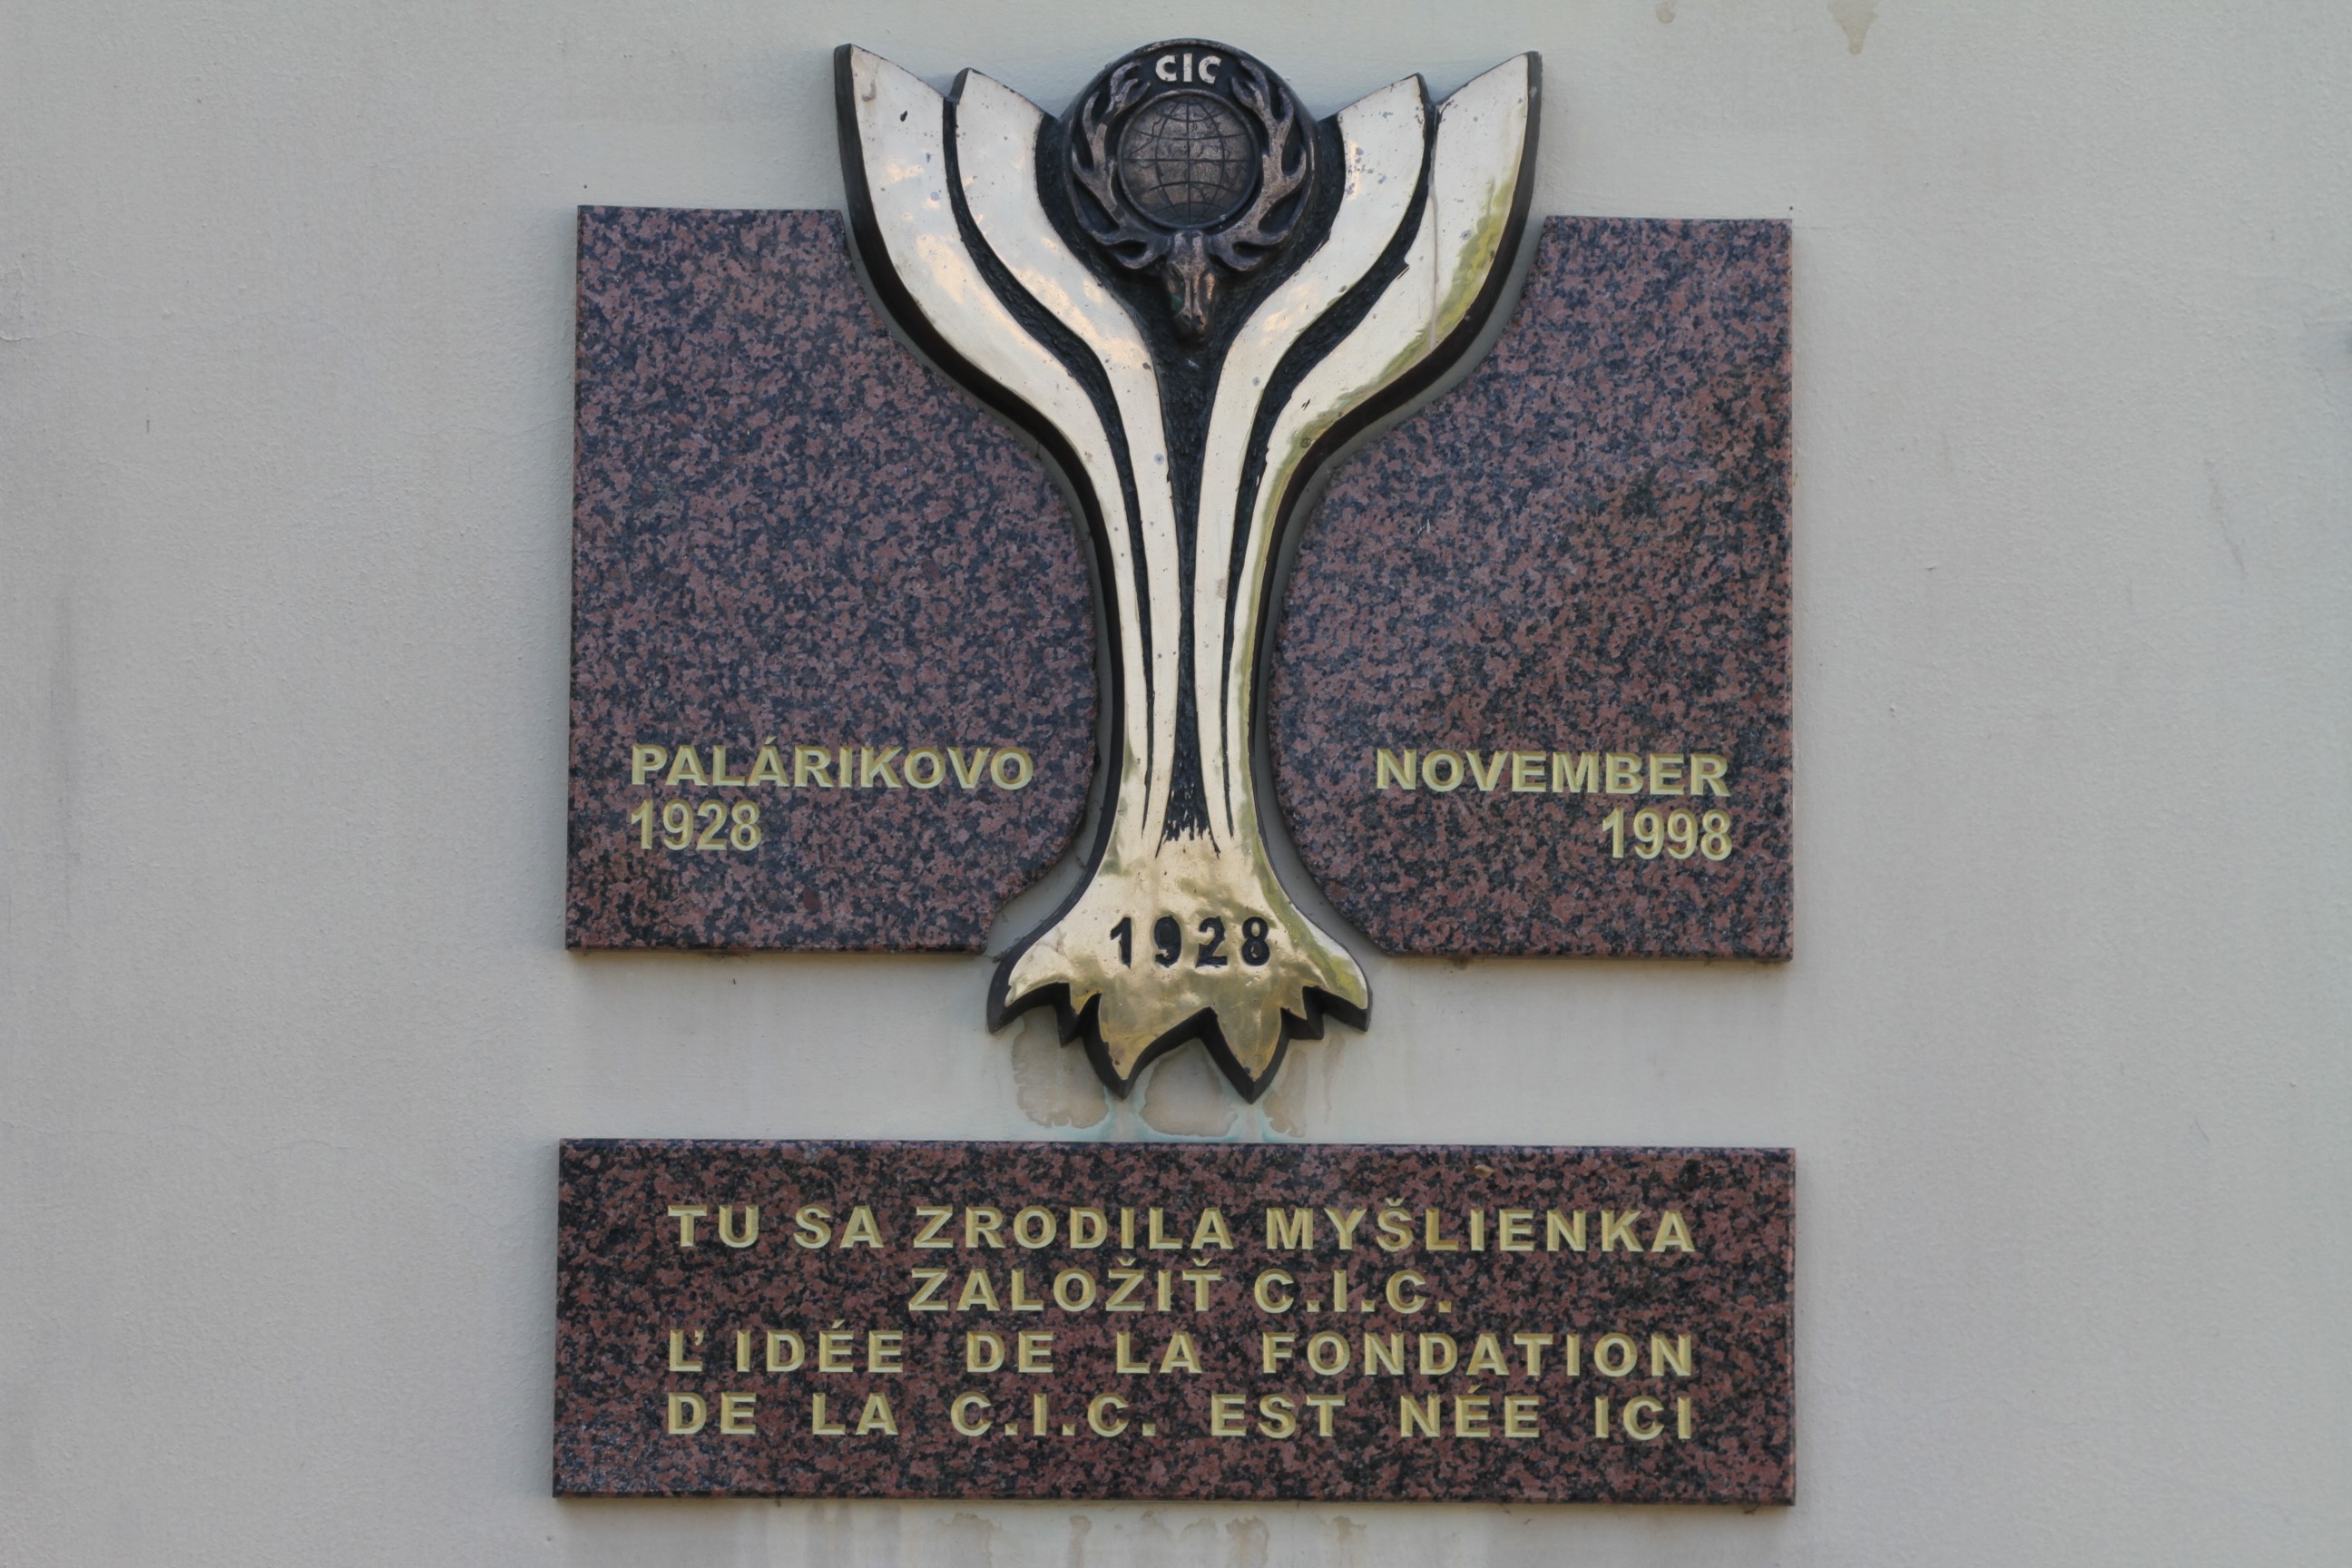 CIC
PALÁRIKOVO
1928
NOVEMBER
1998
1928
TU SA ZRODILA MYŠLIENKA
ZALOŽIŤ C.I.C.
Ľ IDÉE DE LA FONDATION
DE LA C.I.C. EST NÉE ICI